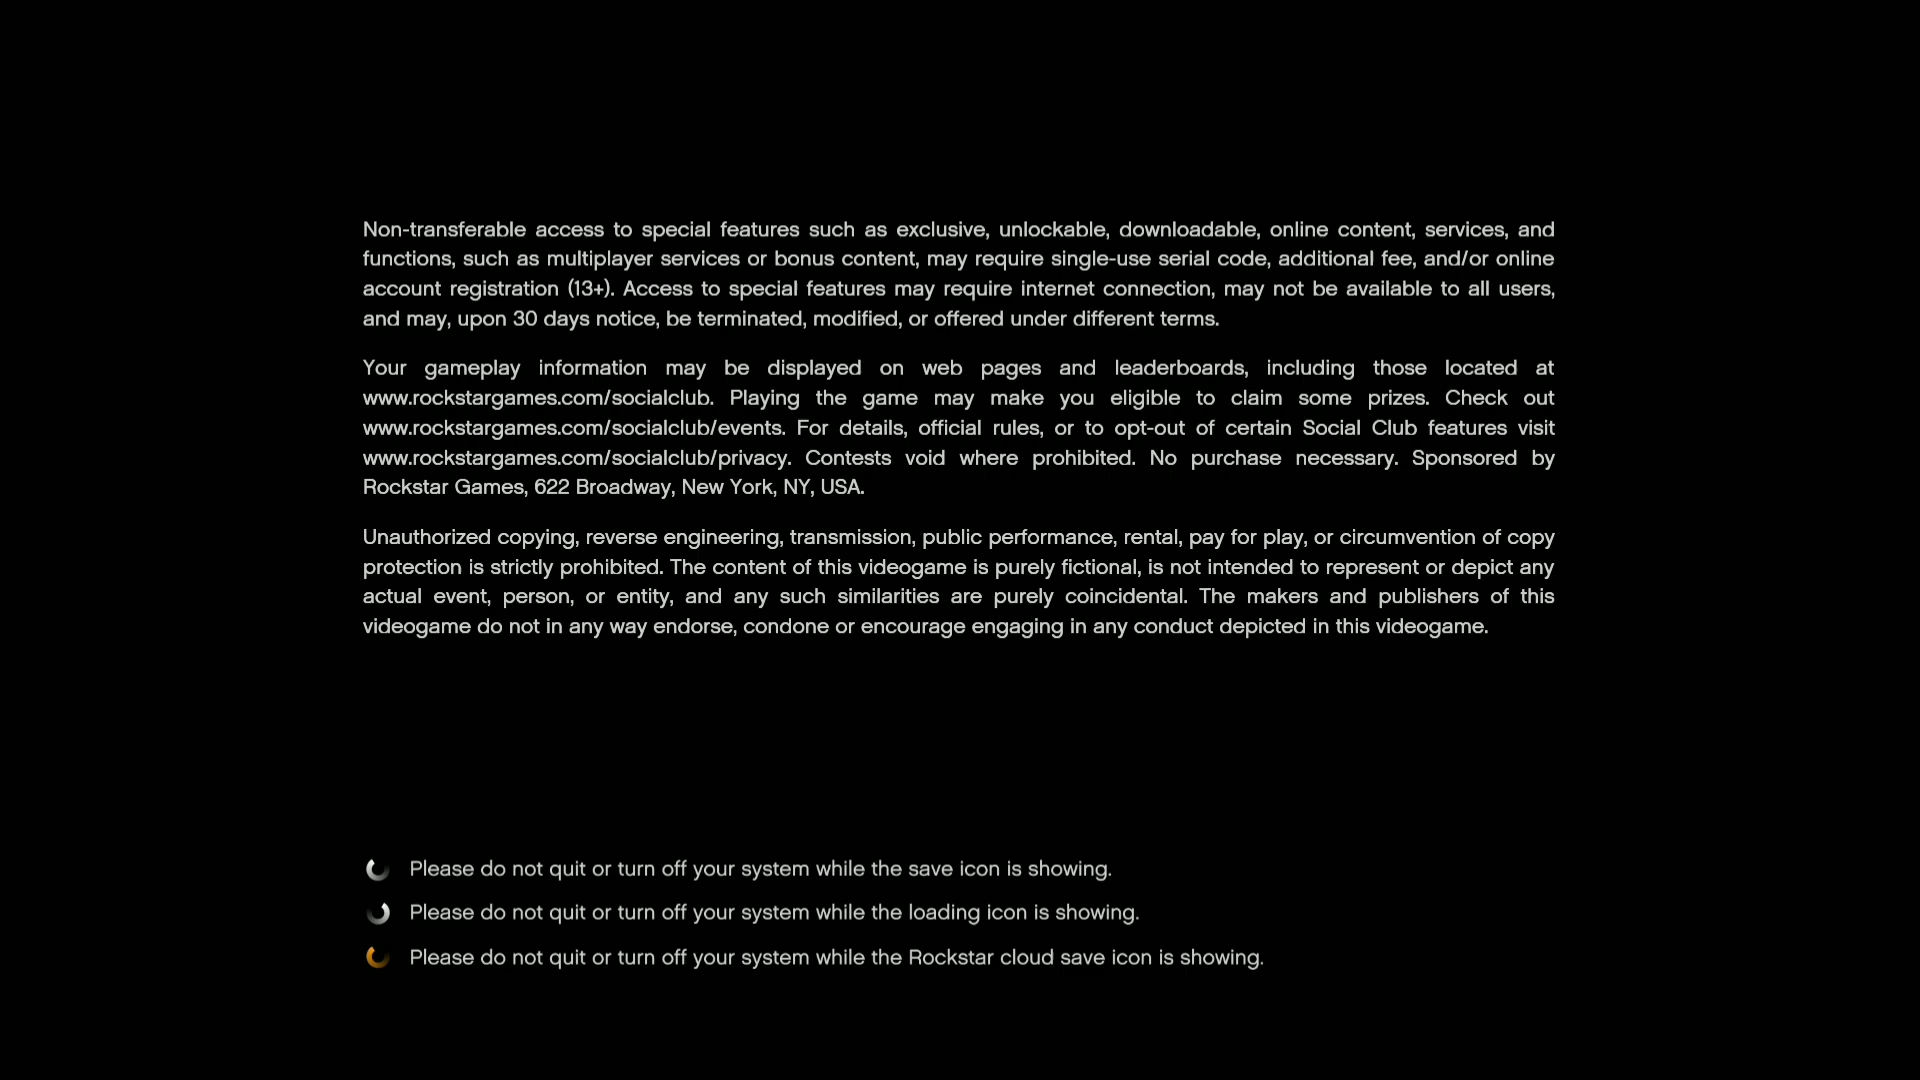 Non-transferable access to special features such as exclusive, unlockable, downloadable, online content, services, and
functions, such as multiplayer services or bonus content, may require single-use serial code, additional fee, and/or online
account registration (13+). Access to special features may require internet connection, may not be available to all users,
and may, upon 30 days notice, be terminated, modified, or offered under different terms.
Your gameplay information may be displayed on web pages and leaderboards, including those located at
www.rockstargames.com/socialclub. Playing the game may make you eligible to claim some prizes. Check out
www.rockstargames.com/socialclub/events. For details, official rules, or to opt-out of certain Social Club features visit
www.rockstargames.com/socialclub/privacy. Contests void where prohibited. No purchase necessary. Sponsored by
Rockstar Games, 622 Broadway, New York, NY, USA.
Unauthorized copying, reverse engineering, transmission, public performance, rental, pay for play, or circumvention of copy
protection is strictly prohibited. The content of this videogame is purely fictional, is not intended to represent or depict any
actual event, person, or entity, and any such similarities are purely coincidental. The makers and publishers of this
videogame do not in any way endorse, condone or encourage engaging in any conduct depicted in this videogame.
Please do not quit or turn off your system while the save icon is showing.
Please do not quit or turn off your system while the loading icon is showing.
Please do not quit or turn off your system while the Rockstar cloud save icon is showing.